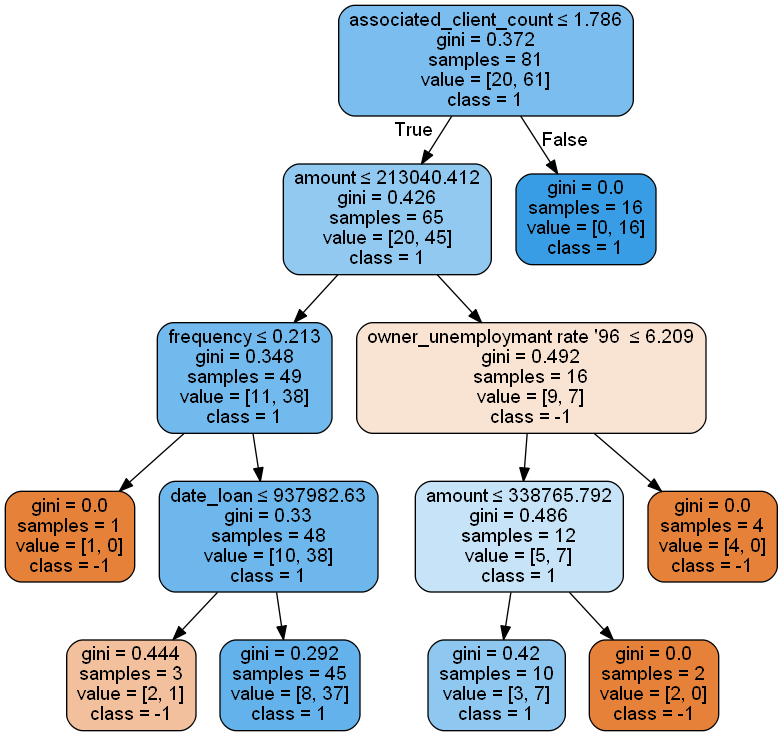 associated_client_count ≤ 1.786
gini = 0.372
samples = 81
value = [20, 61]
class = 1
True
False
amount ≤ 213040.412
gini = 0.426
samples = 65
value = [20, 45]
class = 1
gini = 0.0
samples = 16
value = [0, 16]
class = 1
frequency ≤ 0.213
gini = 0.348
samples = 49
value = [11, 38]
class = 1
owner_unemploymant rate '96 ≤ 6.209
gini = 0.492
samples = 16
value = [9, 7]
class = -1
gini = 0.0
samples = 1
value = [1, 0]
class = -1
date_loan ≤ 937982.63
gini = 0.33
samples = 48
value = [10, 38]
class = 1
amount ≤ 338765.792
gini = 0.486
samples = 12
value = [5, 7]
class = 1
gini = 0.0
samples = 4
value = [4, 0]
class = -1
gini = 0.444
samples = 3
value = [2, 1]
class = -1
gini = 0.292
samples = 45
value = [8, 37]
class = 1
gini = 0.42
samples = 10
value = [3, 7]
class = 1
gini = 0.0
samples = 2
value = [2, 0]
class = -1